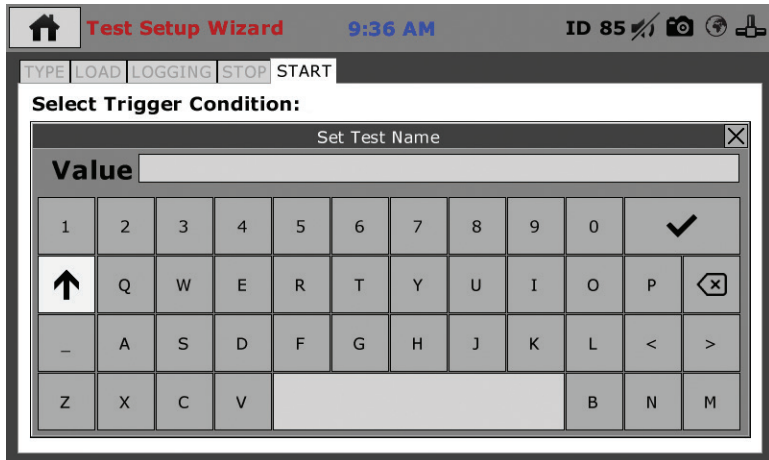 Test Setup Wizard 9:36 AM ID 85
TYPE LOAD LOGGING STOP START
Select Trigger Condition:
Set Test Name
Value
1 2 3 4 5 6 7 8 9 0
Q W E R T Y U I O P
_ A S D F G H J K L < >
Z X C V B N M